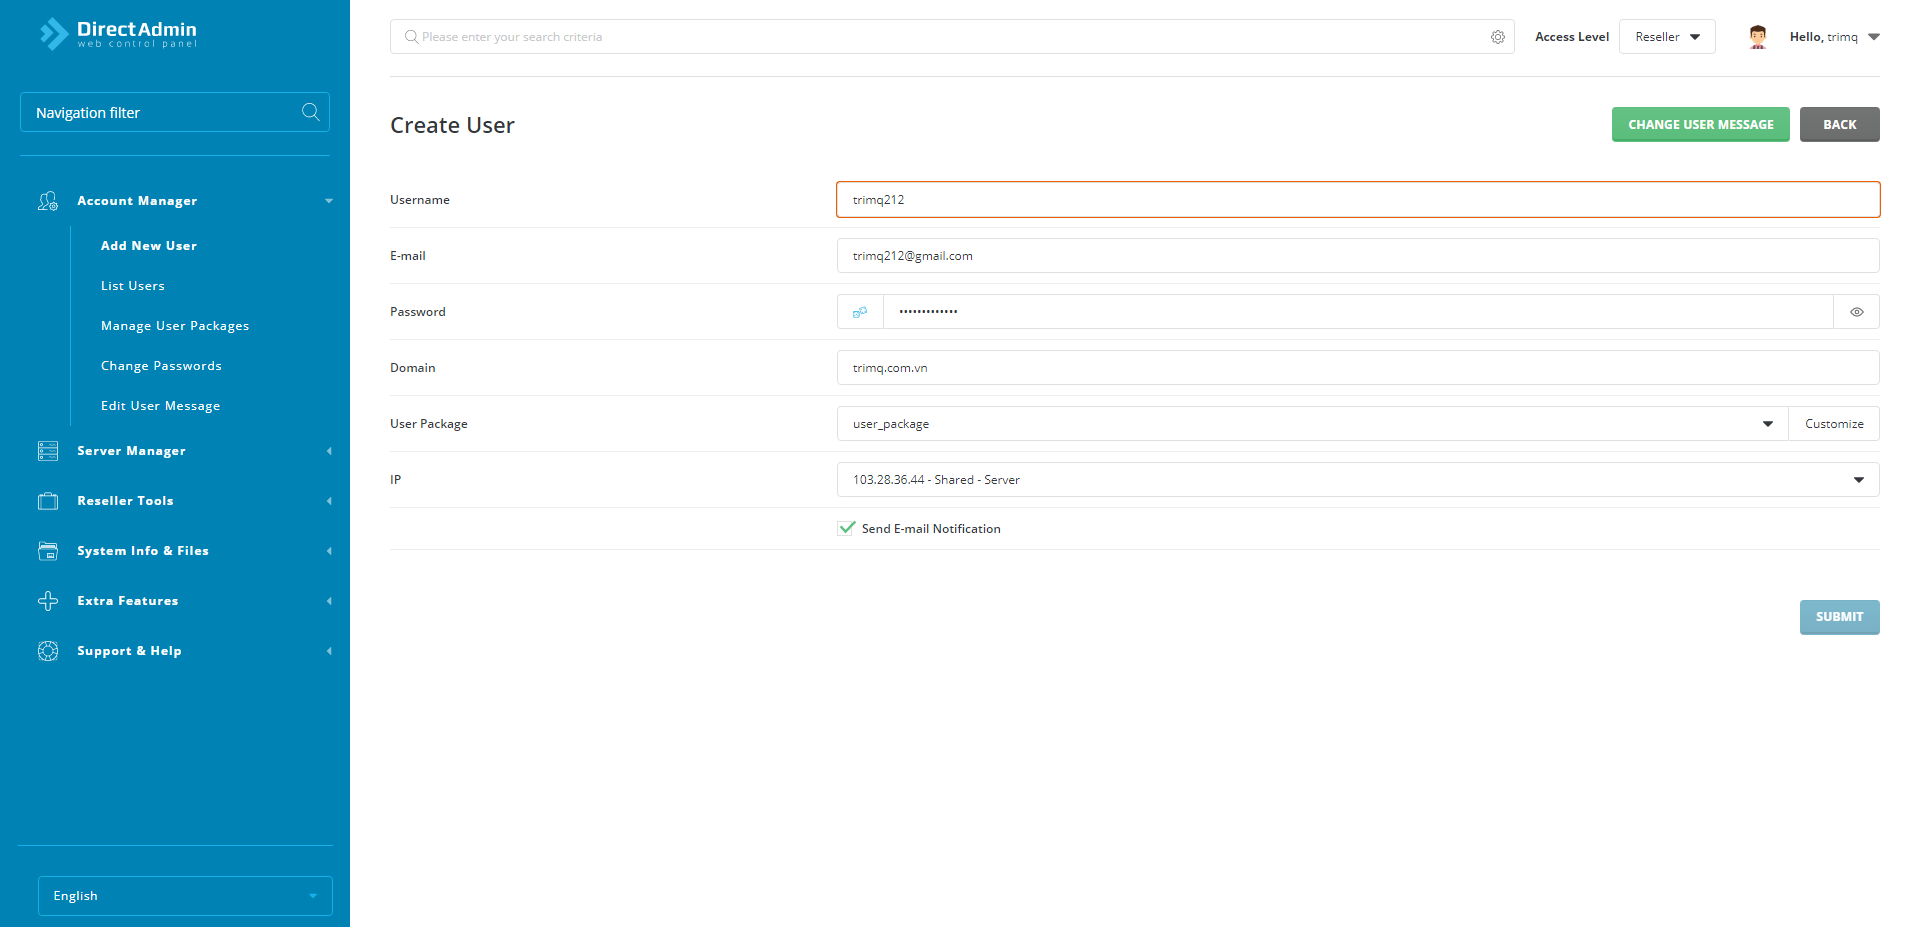 DirectAdmin
web control panel
Navigation filter
Account Manager
Add New User
List Users
Manage User Packages
Change Passwords
Edit User Message
Server Manager
Reseller Tools
System Info & Files
Extra Features
Support & Help
English
Please enter your search criteria
Access Level Reseller
Hello, trimq
Create User
CHANGE USER MESSAGE BACK
Username trimq212
E-mail trimq212@gmail.com
Password •••••••••••••
Domain trimq.com.vn
User Package user_package Customize
IP 103.28.36.44 - Shared - Server
Send E-mail Notification
SUBMIT